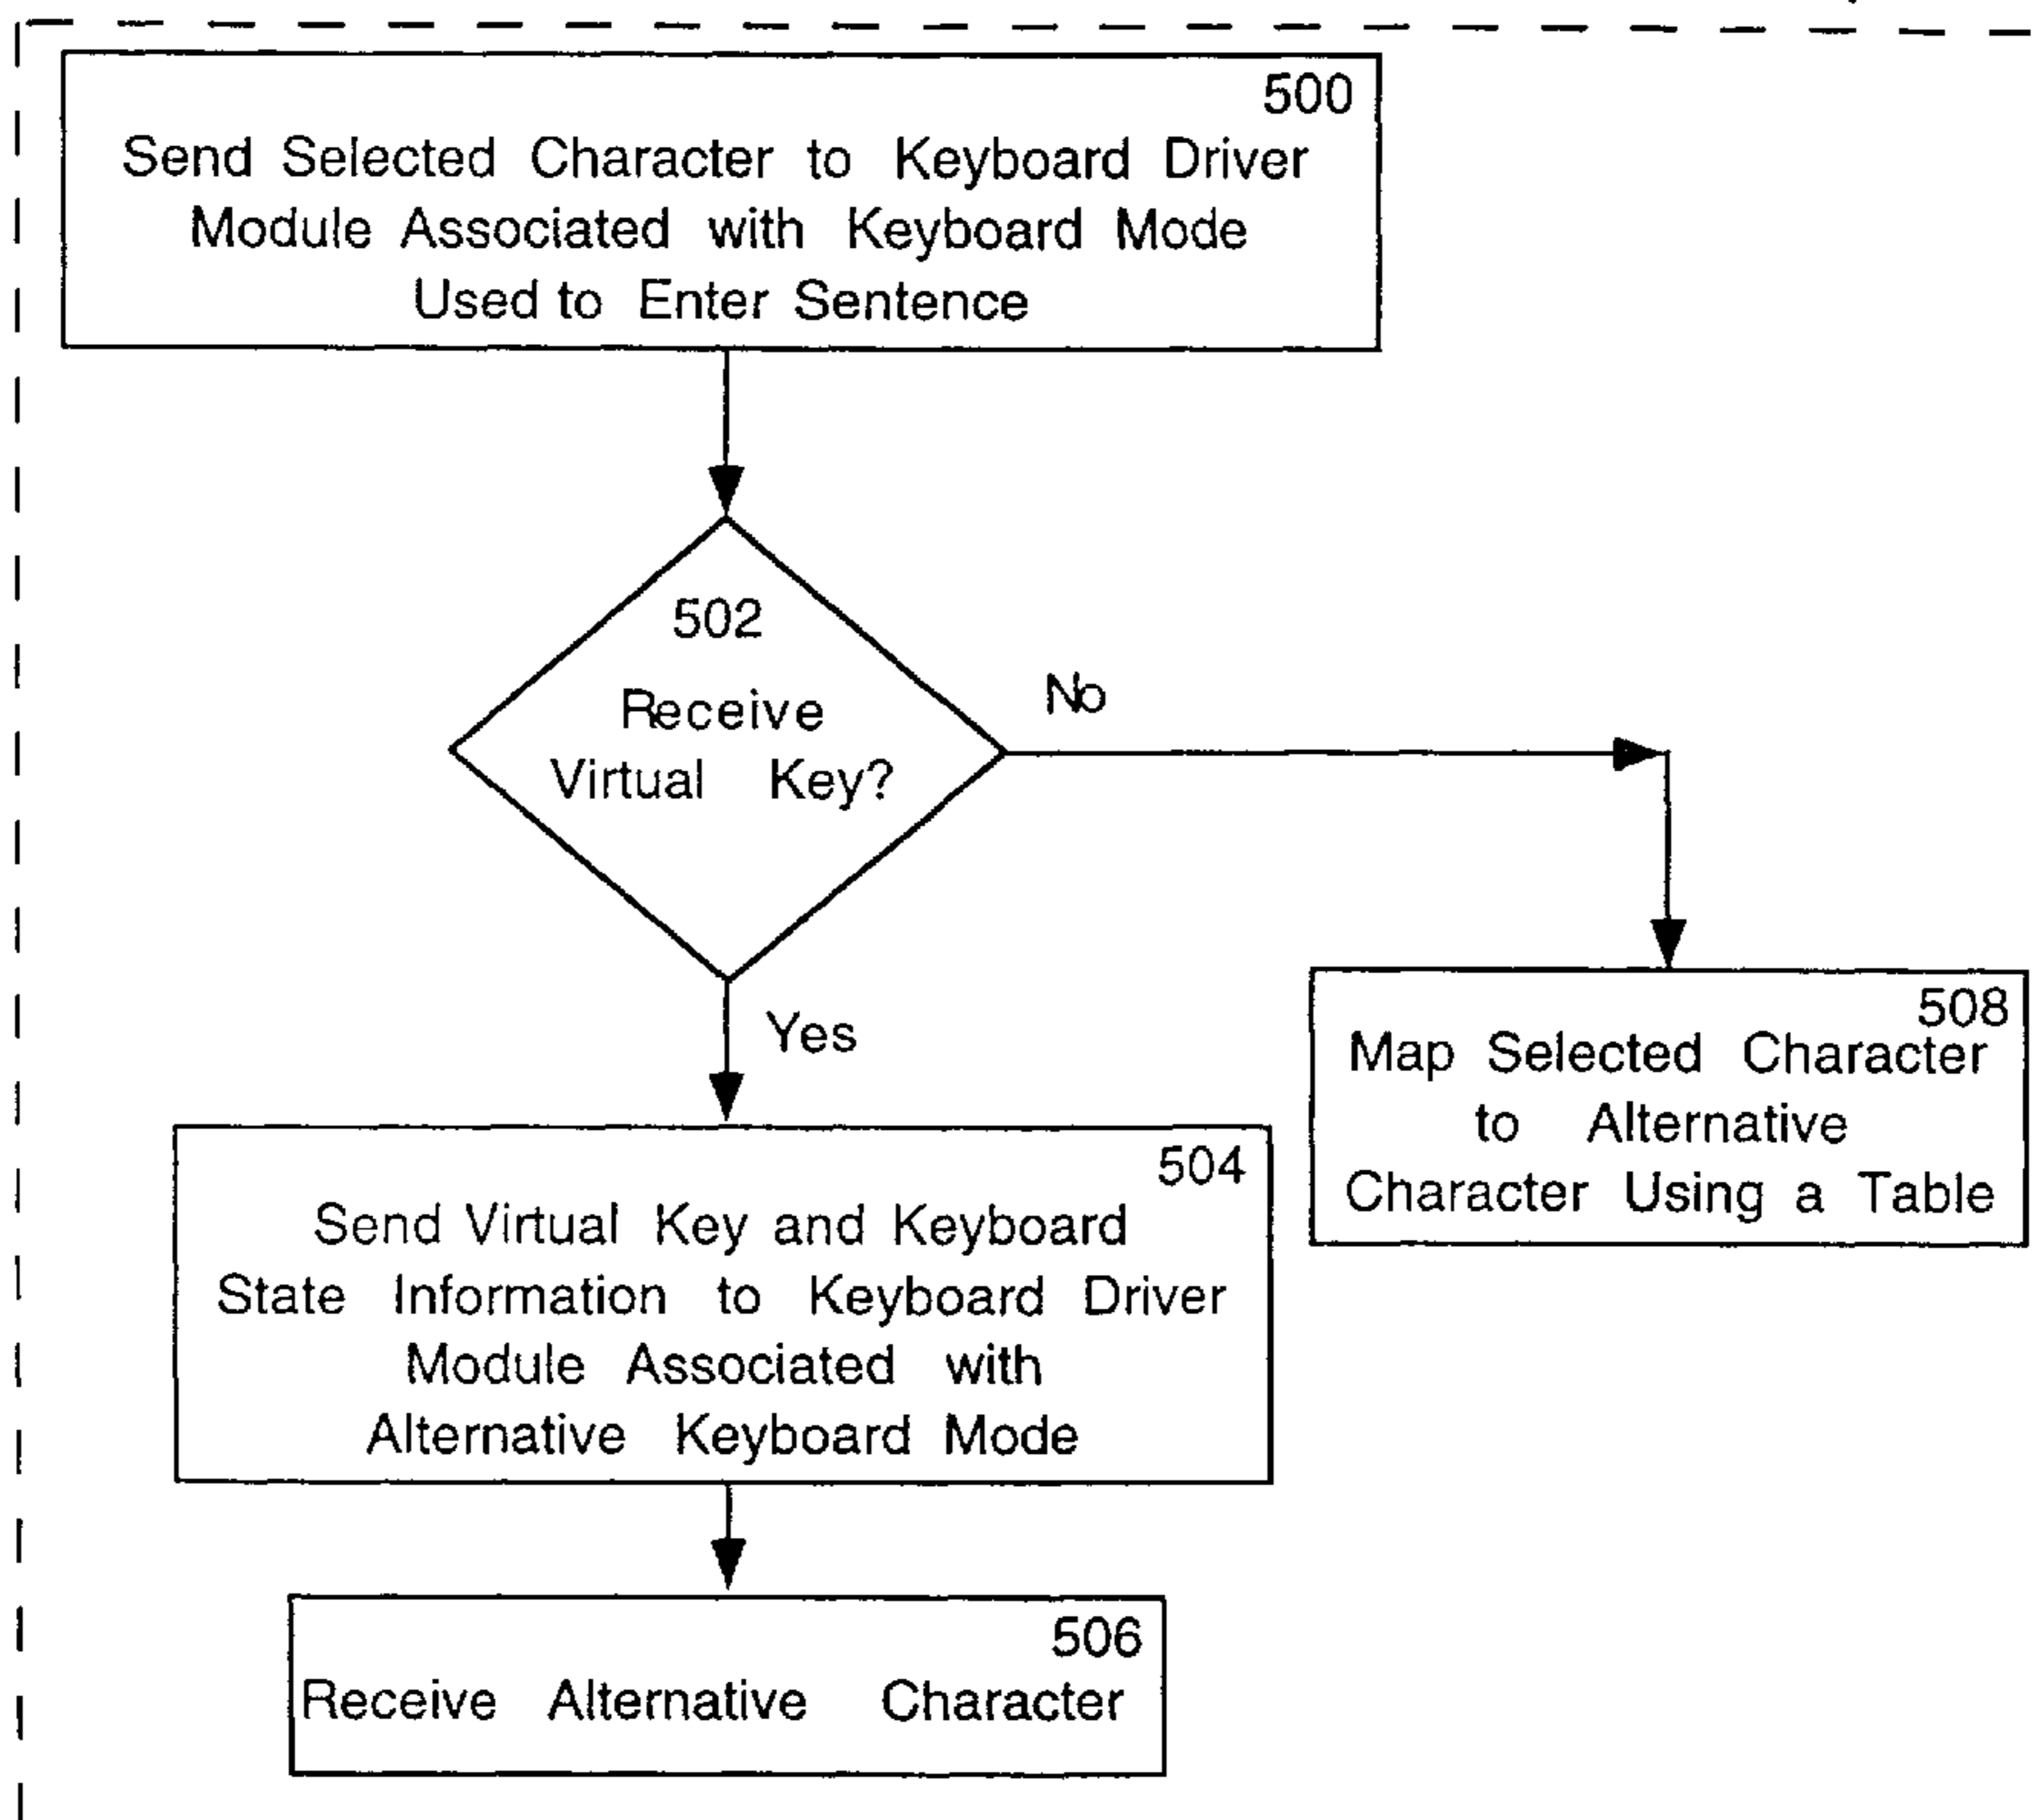 500
Send Selected Character to Keyboard Driver
Module Associated with Keyboard Mode
Used to Enter Sentence
502
Receive
Virtual Key?
No
Yes
508
Map Selected Character
to Alternative
Character Using a Table
504
Send Virtual Key and Keyboard
State Information to Keyboard Driver
Module Associated with
Alternative Keyboard Mode
506
Receive Alternative Character